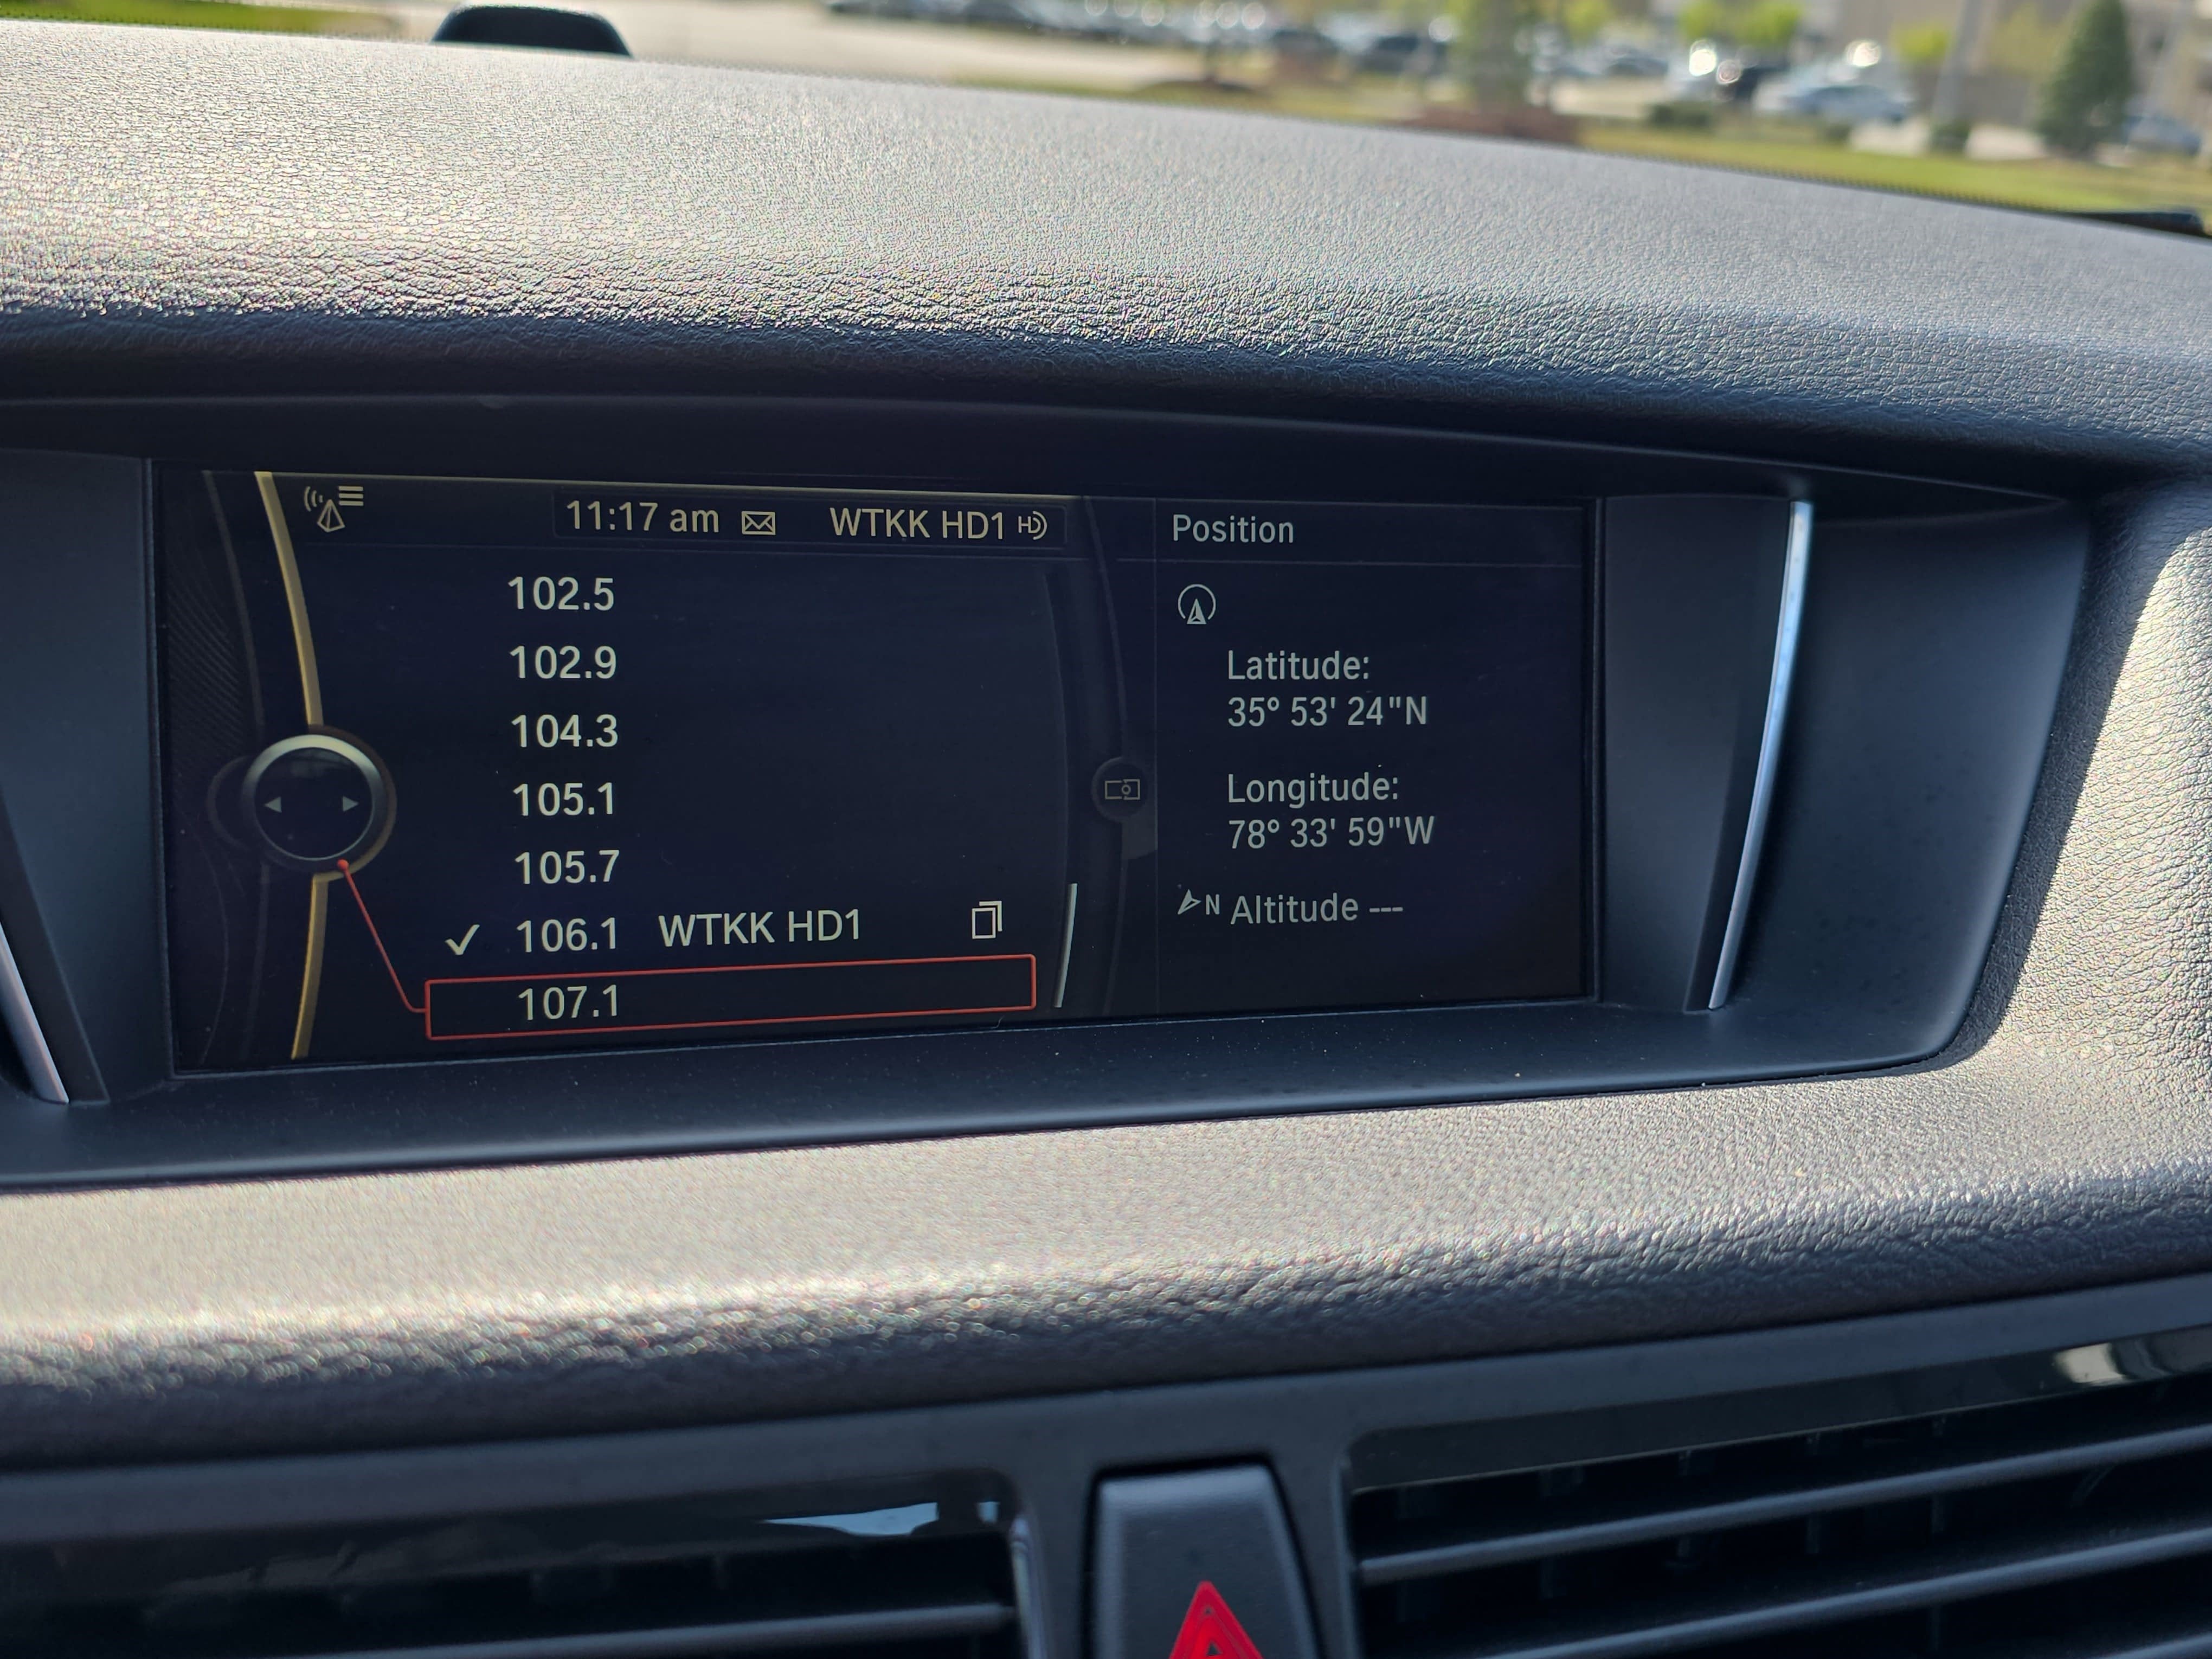 11:17 am WTKK HD1 HD
102.5
102.9
104.3
105.1
105.7
106.1 WTKK HD1
107.1
Position
Latitude:
35° 53' 24"N
Longitude:
78° 33' 59"W
N Altitude ---